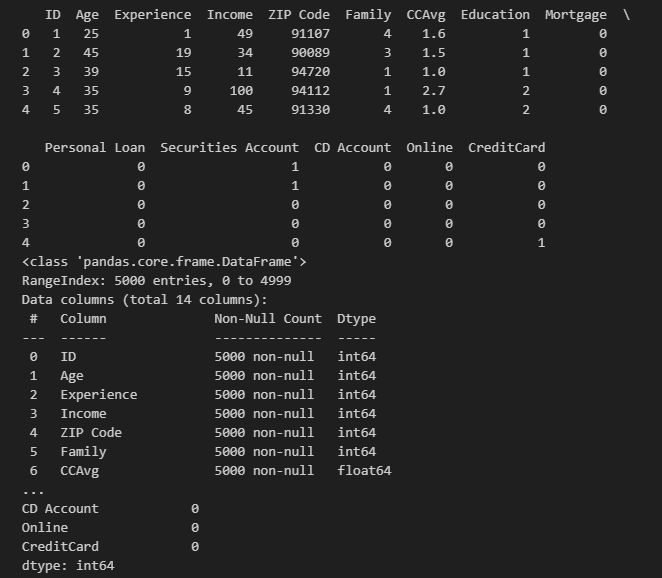 ID  Age  Experience  Income  ZIP Code  Family  CCAvg  Education  Mortgage  \
0   1   25           1      49     91107       4    1.6          1         0
1   2   45          19      34     90089       3    1.5          1         0
2   3   39          15      11     94720       1    1.0          1         0
3   4   35           9     100     94112       1    2.7          2         0
4   5   35           8      45     91330       4    1.0          2         0
   Personal Loan  Securities Account  CD Account  Online  CreditCard
0              0                   1           0       0           0
1              0                   1           0       0           0
2              0                   0           0       0           0
3              0                   0           0       0           0
4              0                   0           0       0           1
<class 'pandas.core.frame.DataFrame'>
RangeIndex: 5000 entries, 0 to 4999
Data columns (total 14 columns):
 #   Column              Non-Null Count  Dtype
---  ------              --------------  -----
 0   ID                  5000 non-null   int64
 1   Age                 5000 non-null   int64
 2   Experience          5000 non-null   int64
 3   Income              5000 non-null   int64
 4   ZIP Code            5000 non-null   int64
 5   Family              5000 non-null   int64
 6   CCAvg               5000 non-null   float64
...
CD Account            0
Online                0
CreditCard            0
dtype: int64